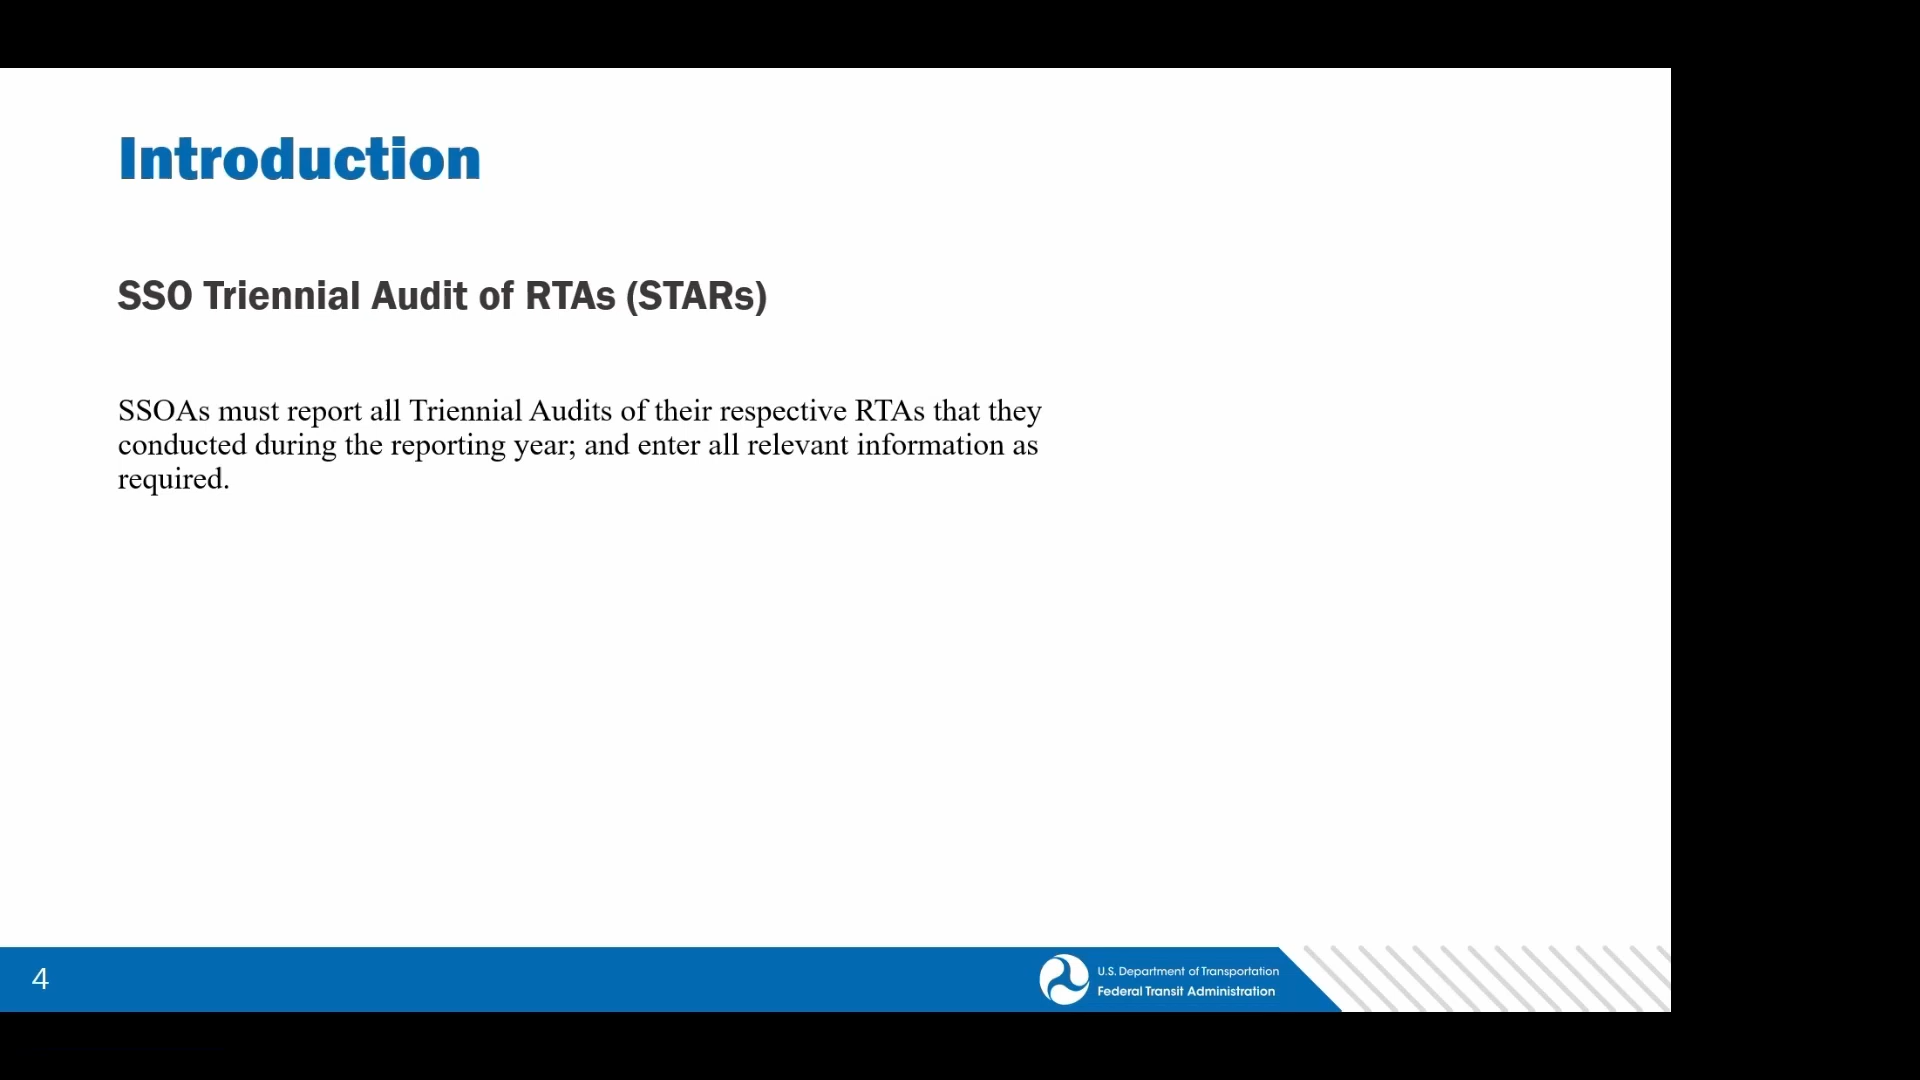 Introduction
SSO Triennial Audit of RTAs (STARs)
SSOAs must report all Triennial Audits of their respective RTAs that they
conducted during the reporting year; and enter all relevant information as
required.
4
U.S. Department of Transportation
Federal Transit Administration